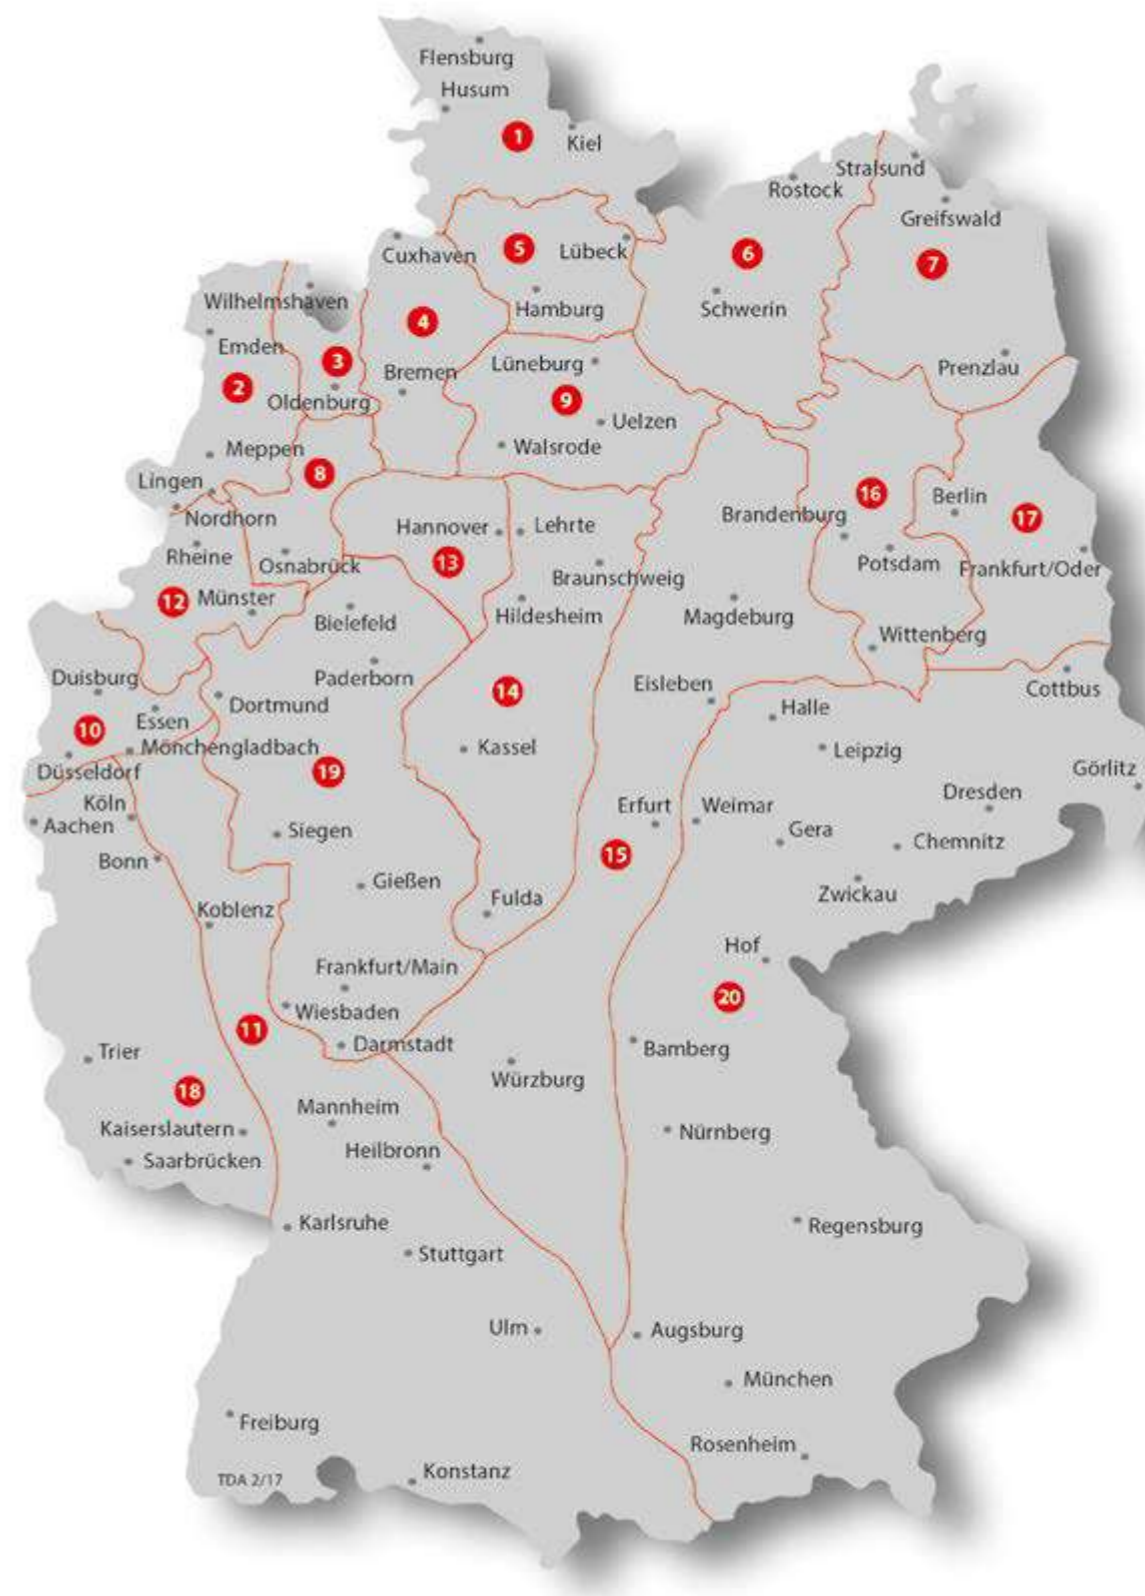 Flensburg
Husum
1
Kiel
Stralsund
Rostock
Greifswald
Cuxhaven
5
Lübeck
6
7
Wilhelmshaven
Hamburg
Schwerin
4
Emden
3
Lüneburg
Prenzlau
2
Bremen
Oldenburg
9
Uelzen
Meppen
Walsrode
8
Lingen
16
Berlin
Nordhorn
Hannover
Lehrte
Brandenburg
17
Rheine
Osnabrück
13
Braunschweig
Potsdam
Frankfurt/Oder
12
Münster
Bielefeld
Hildesheim
Magdeburg
Wittenberg
Duisburg
Paderborn
14
Eisleben
Cottbus
Essen
Dortmund
Halle
10
Mönchengladbach
Kassel
Leipzig
Düsseldorf
19
Görlitz
Köln
Erfurt
Weimar
Dresden
Aachen
Siegen
Gera
Chemnitz
Bonn
15
Gießen
Zwickau
Koblenz
Fulda
Hof
Frankfurt/Main
20
Wiesbaden
11
Trier
Darmstadt
Bamberg
Würzburg
18
Mannheim
Kaiserslautern
Nürnberg
Heilbronn
Saarbrücken
Karlsruhe
Regensburg
Stuttgart
Ulm
Augsburg
München
Freiburg
Rosenheim
Konstanz
TDA 2/17